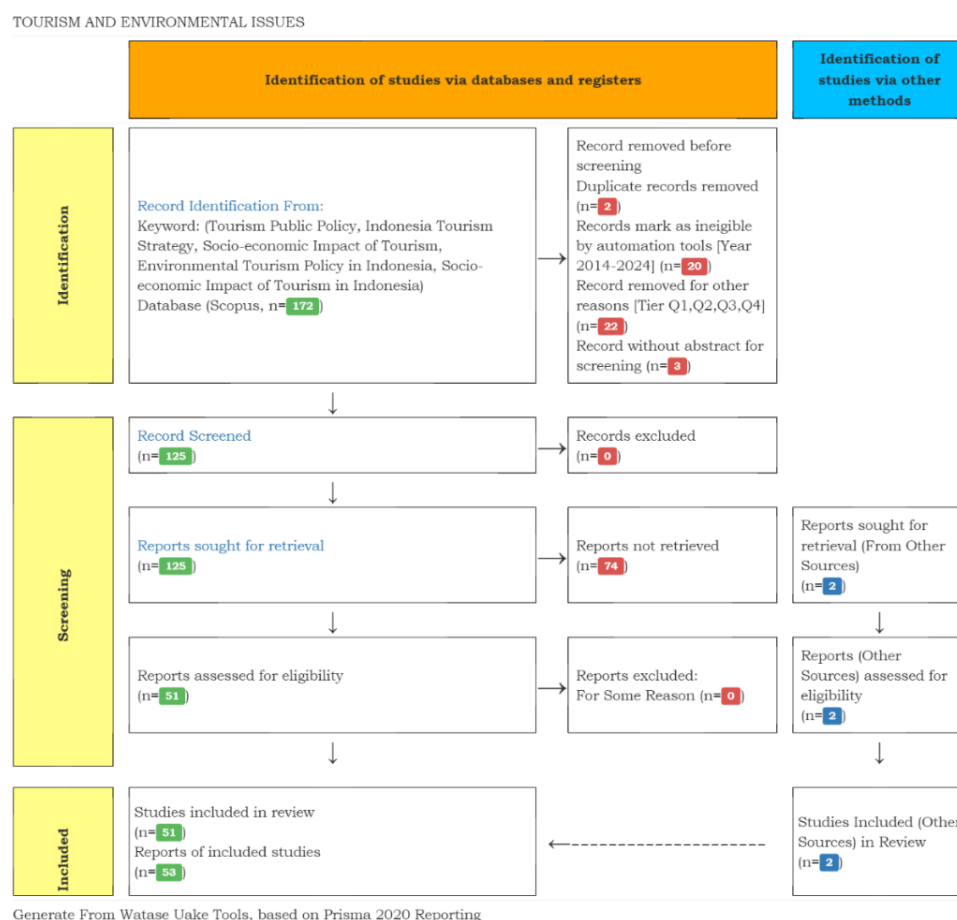 TOURISM AND ENVIRONMENTAL ISSUES
Identification of studies via databases and registers
Identification of
studies via other
methods
Identification
Record Identification From:
Keyword: (Tourism Public Policy, Indonesia Tourism
Strategy, Socio-economic Impact of Tourism,
Environmental Tourism Policy in Indonesia, Socio-
economic Impact of Tourism in Indonesia)
Database (Scopus, n=172)
Record removed before
screening
Duplicate records removed
(n=2)
Records mark as ineigible
by automation tools [Year
2014-2024] (n=20)
Record removed for other
reasons [Tier Q1,Q2,Q3,Q4]
(n=22)
Record without abstract for
screening (n=3)
Screening
Record Screened
(n=125)
Records excluded
(n=0)
Reports sought for retrieval
(n=125)
Reports not retrieved
(n=74)
Reports sought for
retrieval (From Other
Sources)
(n=2)
Reports assessed for eligibility
(n=51)
Reports excluded:
For Some Reason (n=0)
Reports (Other
Sources) assessed for
eligibility
(n=2)
Included
Studies included in review
(n=51)
Reports of included studies
(n=53)
Studies Included (Other
Sources) in Review
(n=2)
Generate From Watase Uake Tools, based on Prisma 2020 Reporting